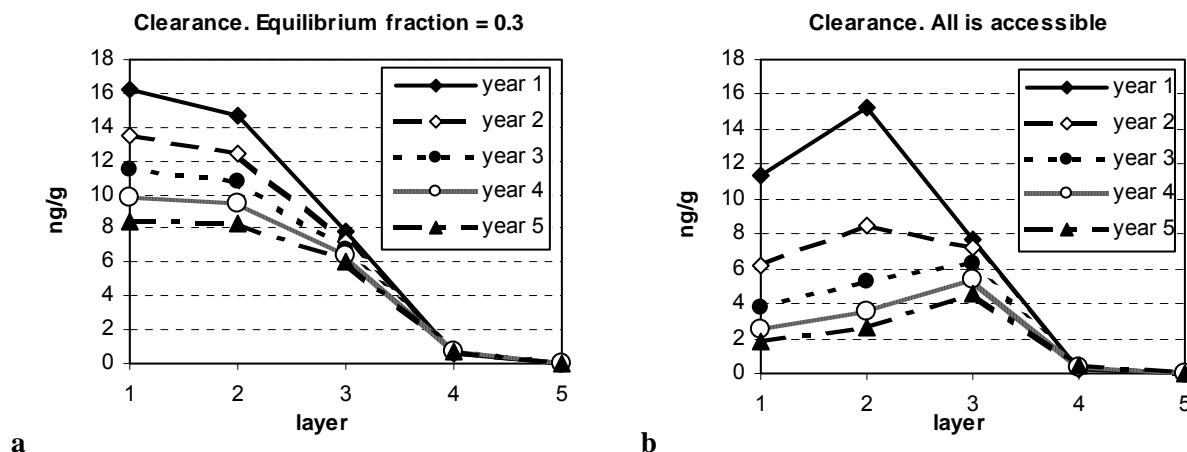 Clearance. Equilibrium fraction = 0.3
18
16
14
12
10
8
6
4
2
0
ng/g
1 2 3 4 5
layer
year 1
year 2
year 3
year 4
year 5
a
Clearance. All is accessible
18
16
14
12
10
8
6
4
2
0
ng/g
1 2 3 4 5
layer
year 1
year 2
year 3
year 4
year 5
b